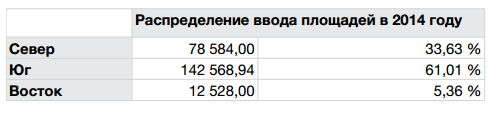 Распределение ввода площадей в 2014 году
Север 78 584,00 33,63 %
Юг 142 568,94 61,01 %
Восток 12 528,00 5,36 %